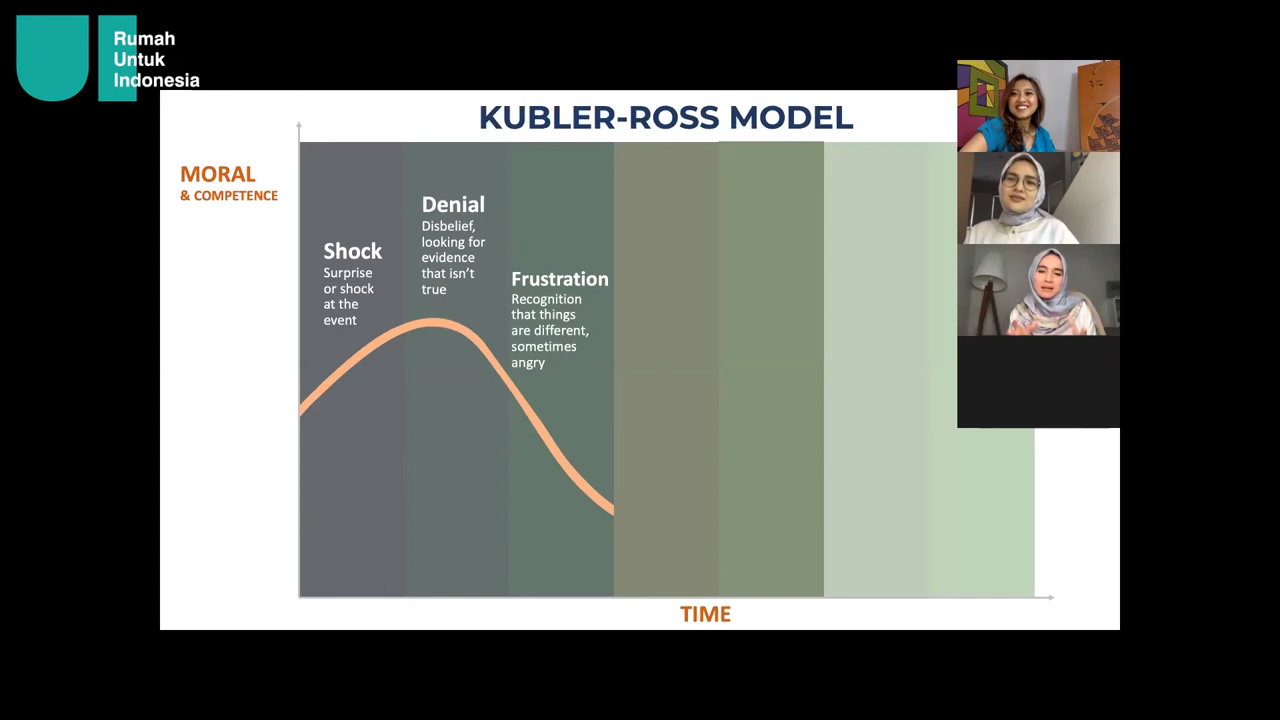 Rumah
Untuk
Indonesia
KUBLER-ROSS MODEL
MORAL
& COMPETENCE
Shock
Surprise
or shock
at the
event
Denial
Disbelief,
looking for
evidence
that isn't
true
Frustration
Recognition
that things
are different,
sometimes
angry
TIME